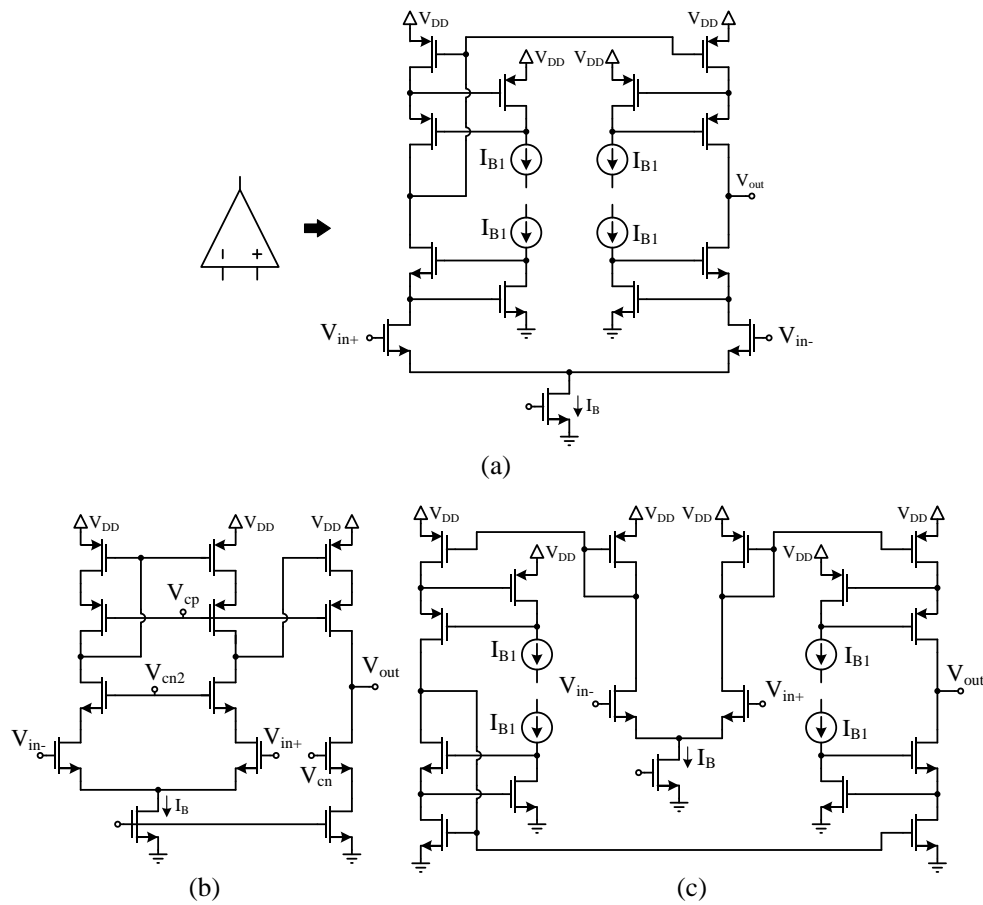 V_DD V_DD
V_DD V_DD
I_B1 I_B1
V_out
I_B1 I_B1
- +
V_in+ V_in-
I_B
(a)
V_DD V_DD V_DD V_DD V_DD V_DD V_DD
V_DD V_DD
V_cp
I_B1 I_B1
V_cn2 V_out V_in- V_in+ V_out
I_B1 I_B1
V_in- V_in+
V_cn I_B
I_B
(b) (c)